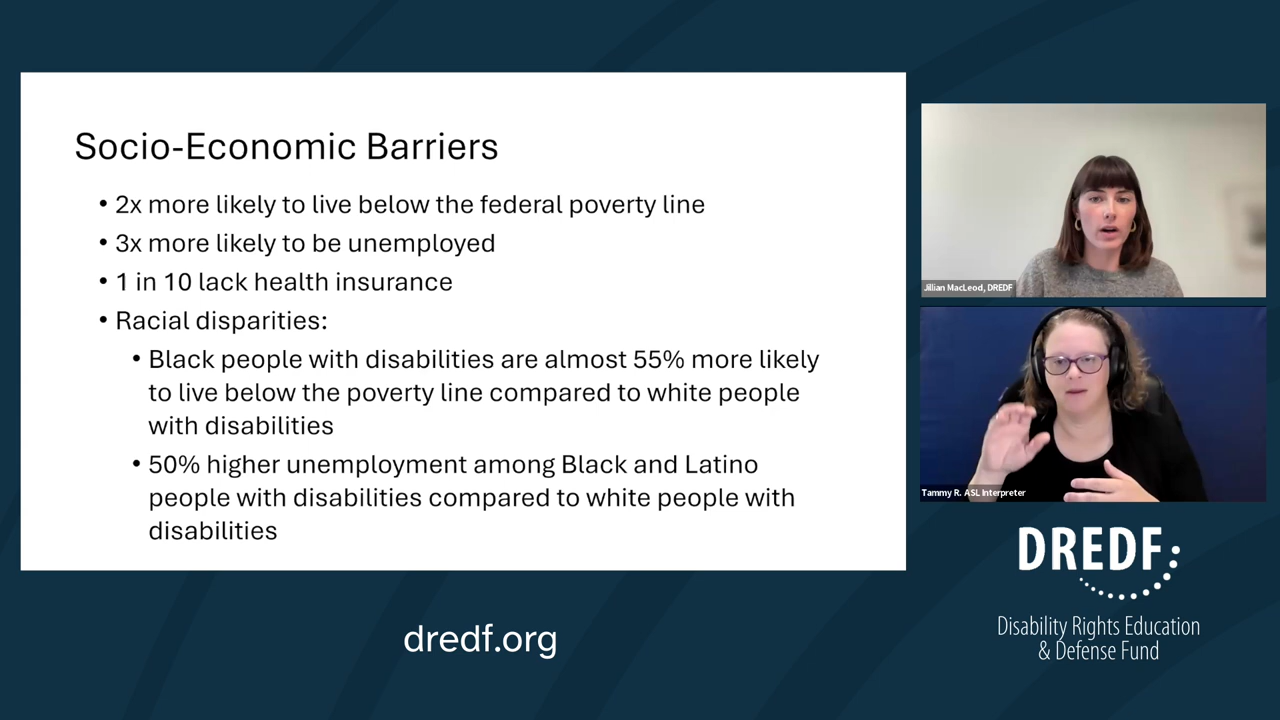 Socio-Economic Barriers
• 2x more likely to live below the federal poverty line
• 3x more likely to be unemployed
• 1 in 10 lack health insurance
• Racial disparities:
• Black people with disabilities are almost 55% more likely
to live below the poverty line compared to white people
with disabilities
• 50% higher unemployment among Black and Latino
people with disabilities compared to white people with
disabilities
Jillian MacLeod, DREDF
Tammy R. ASL Interpreter
DREDF
Disability Rights Education
& Defense Fund
dredf.org